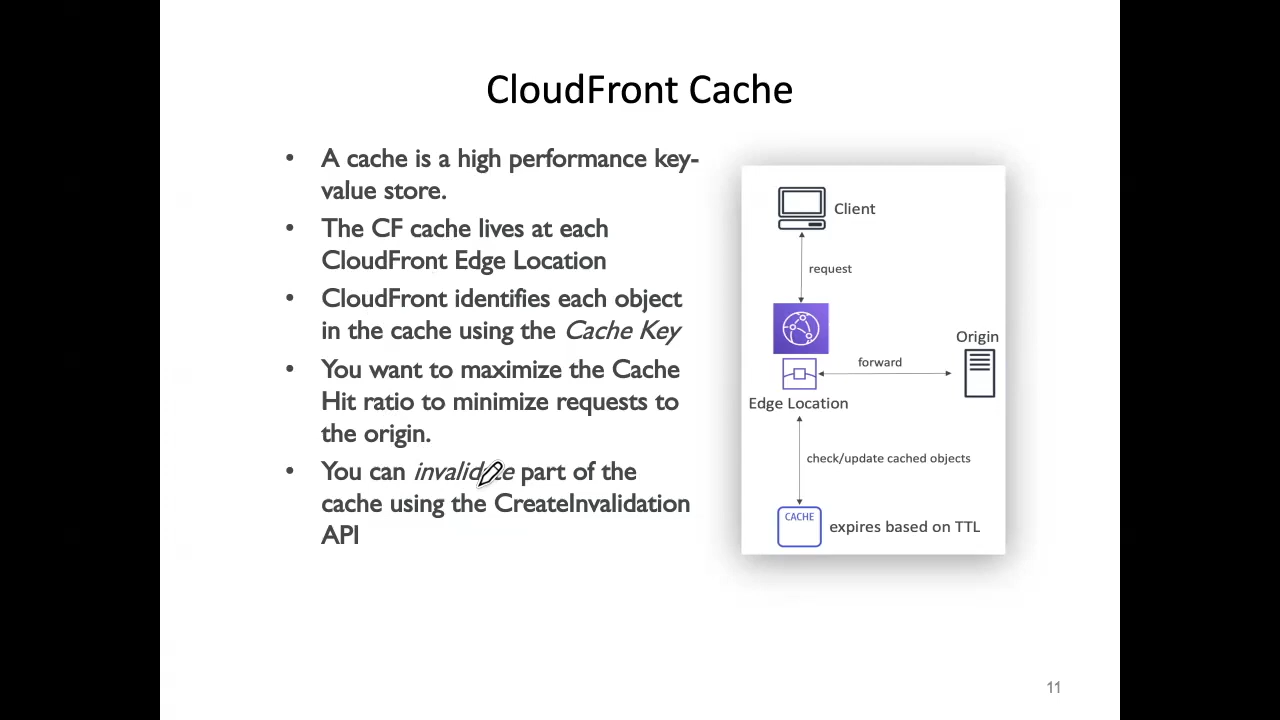 CloudFront Cache
• A cache is a high performance key-
value store.
• The CF cache lives at each
CloudFront Edge Location
• CloudFront identifies each object
in the cache using the Cache Key
• You want to maximize the Cache
Hit ratio to minimize requests to
the origin.
• You can invalidate part of the
cache using the CreateInvalidation
API
Client
request
Origin
forward
Edge Location
check/update cached objects
CACHE
expires based on TTL
11